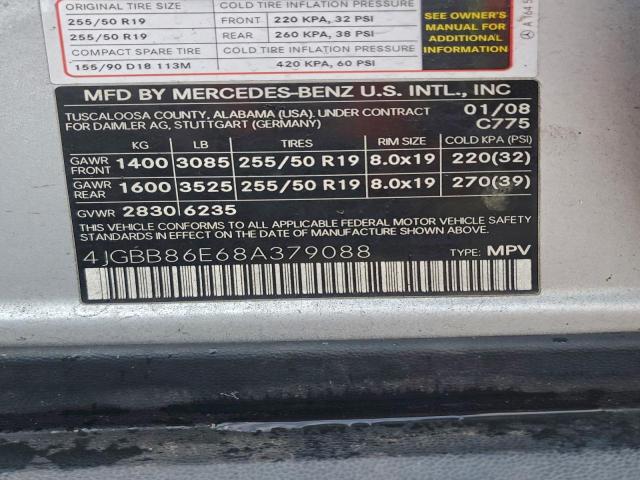 ORIGINAL TIRE SIZE COLD TIRE INFLATION PRESSURE
255/50 R19 FRONT 220 KPA, 32 PSI
255/50 R19 REAR 260 KPA, 38 PSI
COMPACT SPARE TIRE COLD TIRE INFLATION PRESSURE
155/90 D18 113M 420 KPA, 60 PSI
SEE OWNER'S
MANUAL FOR
ADDITIONAL
INFORMATION
MFD BY MERCEDES-BENZ U.S. INTL., INC
TUSCALOOSA COUNTY, ALABAMA (USA). UNDER CONTRACT 01/08
FOR DAIMLER AG, STUTTGART (GERMANY) C775
KG LB TIRES RIM SIZE COLD KPA (PSI)
GAWR FRONT 1400 3085 255/50 R19 8.0x19 220(32)
GAWR REAR 1600 3525 255/50 R19 8.0x19 270(39)
GVWR 2830 6235
THIS VEHICLE CONFORMS TO ALL APPLICABLE FEDERAL MOTOR VEHICLE SAFETY
STANDARDS IN EFFECT ON THE DATE OF MANUFACTURE SHOWN ABOVE.
4JGBB86E68A379088 TYPE: MPV